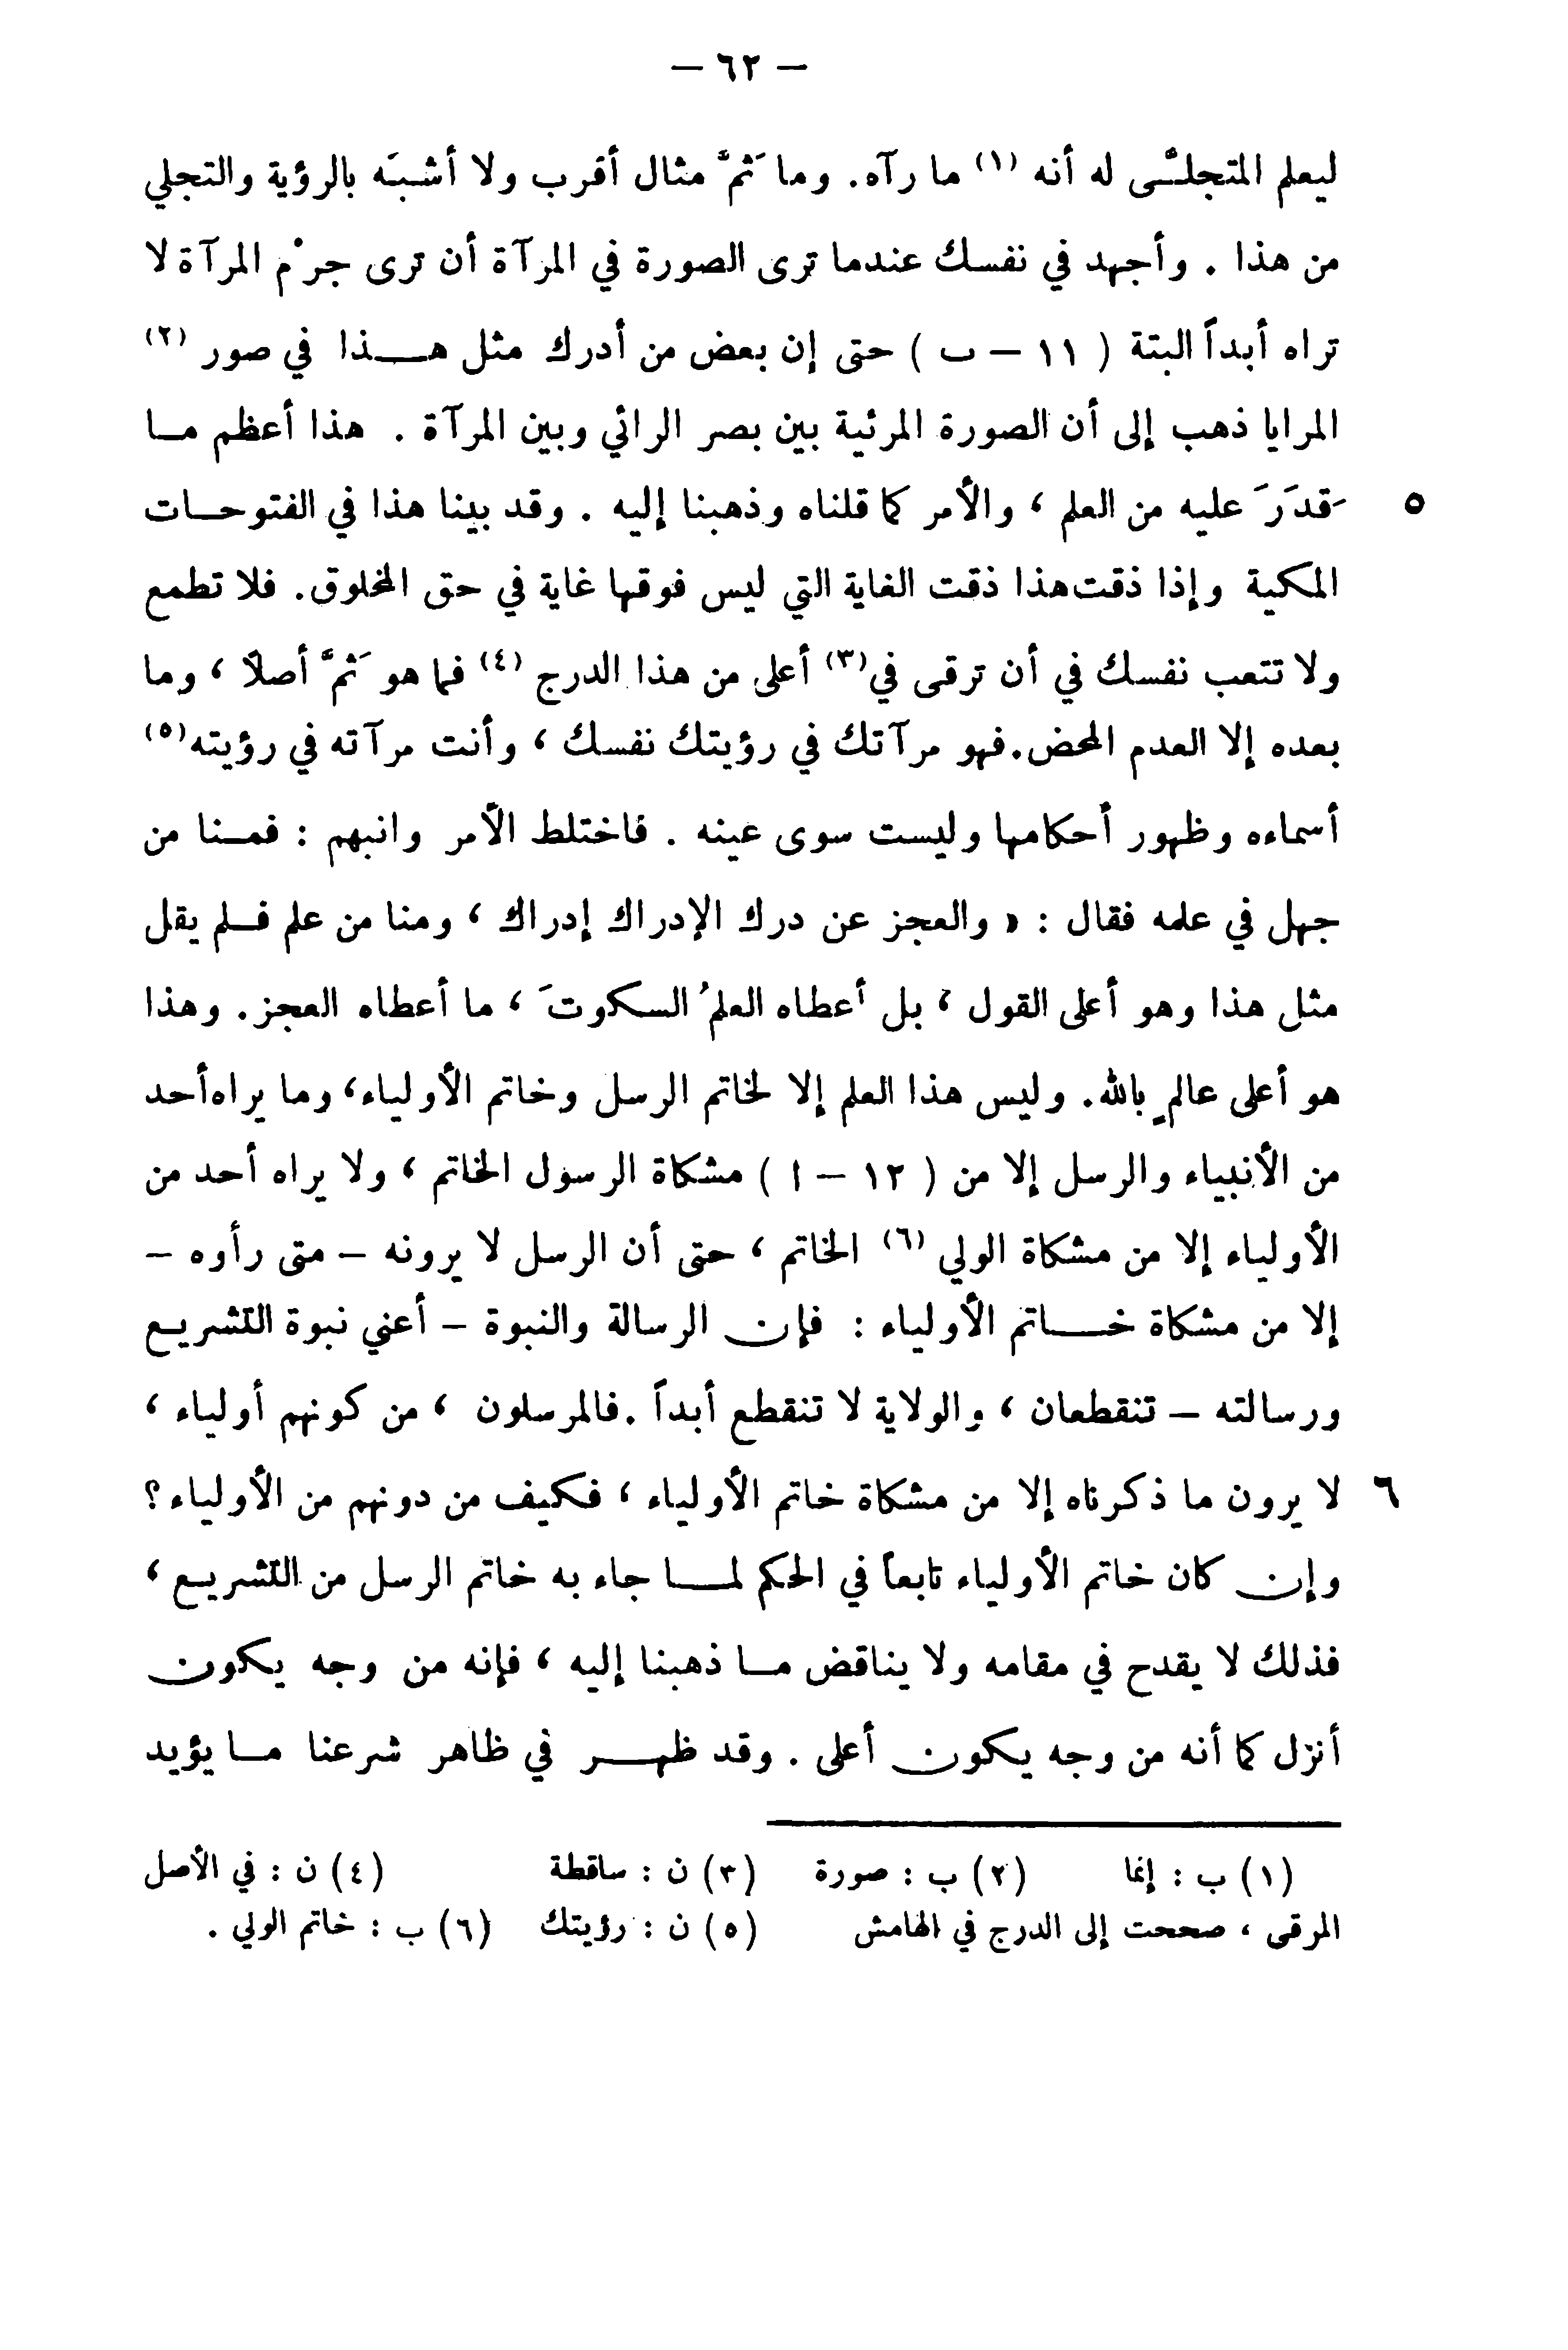 — ٦٢ —
ليعلم المتجلَّى له أنه (١) ما رآه. وما ثَمَّ مثال أقرب ولا أشبَه بالرؤية والتجلي
من هذا . وأجهد في نفسك عندما ترى الصورة في المرآة أن ترى جرْم المرآة لا
تراه أبداً البتة ( ١١ – ب ) حتى إن بعض من أدرك مثل هـــذا في صور (٢)
المرايا ذهب إلى أن الصورة المرئية بين بصر الرائي وبين المرآة . هذا أعظم مـا
٥ قَدَرَ عليه من العلم ، والأمر كما قلناه وذهبنا إليه . وقد بينا هذا في الفتوحـات
المكية وإذا ذقت هذا ذقت الغاية التي ليس فوقها غاية في حق المخلوق. فلا تطمع
ولا تتعب نفسك في أن ترقى في(٣) أعلى من هذا الدرج (٤) فما هو ثَمَّ أصلاً ، وما
بعده إلا العدم المحض.فهو مرآتك في رؤيتك نفسك ، وأنت مرآته في رؤيته(٥)
أسماءه وظهور أحكامها وليست سوى عينه . فاختلط الأمر وانبهم : فمـنا من
جهل في علمه فقال : « والعجز عن درك الإدراك إدراك ، ومنا من علم فـلم يقل
مثل هذا وهو أعلى القول ، بل أعطاه العلمُ السكوتَ ، ما أعطاه العجز. وهذا
هو أعلى عالمٍ بالله. وليس هذا العلم إلا لخاتم الرسل وخاتم الأولياء، وما يراه أحد
من الأنبياء والرسل إلا من ( ١٢ – ا ) مشكاة الرسول الخاتم ، ولا يراه أحد من
الأولياء إلا من مشكاة الولي (٦) الخاتم ، حتى أن الرسل لا يرونه – متى رأوه –
إلا من مشكاة خـــاتم الأولياء : فإن الرسالة والنبوة – أعني نبوة التشريع
ورسالته – تنقطعان ، والولاية لا تنقطع أبداً .فالمرسلون ، من كونهم أولياء ،
٦ لا يرون ما ذكرناه إلا من مشكاة خاتم الأولياء ، فكيف من دونهم من الأولياء؟
وإن كان خاتم الأولياء تابعاً في الحكم لمــا جاء به خاتم الرسل من التشريع ،
فذلك لا يقدح في مقامه ولا يناقض مـا ذهبنا إليه ، فإنه من وجه يكون
أنزل كما أنه من وجه يكون أعلى . وقد ظهـــر في ظاهر شرعنا مـا يؤيد
(١) ب : إنما (٢) ب : صورة (٣) ن : ساقطة (٤) ن : في الأصل
المرقى ، صححت إلى الدرج في الهامش (٥) ن : رؤيتك (٦) ب : خاتم الولي .